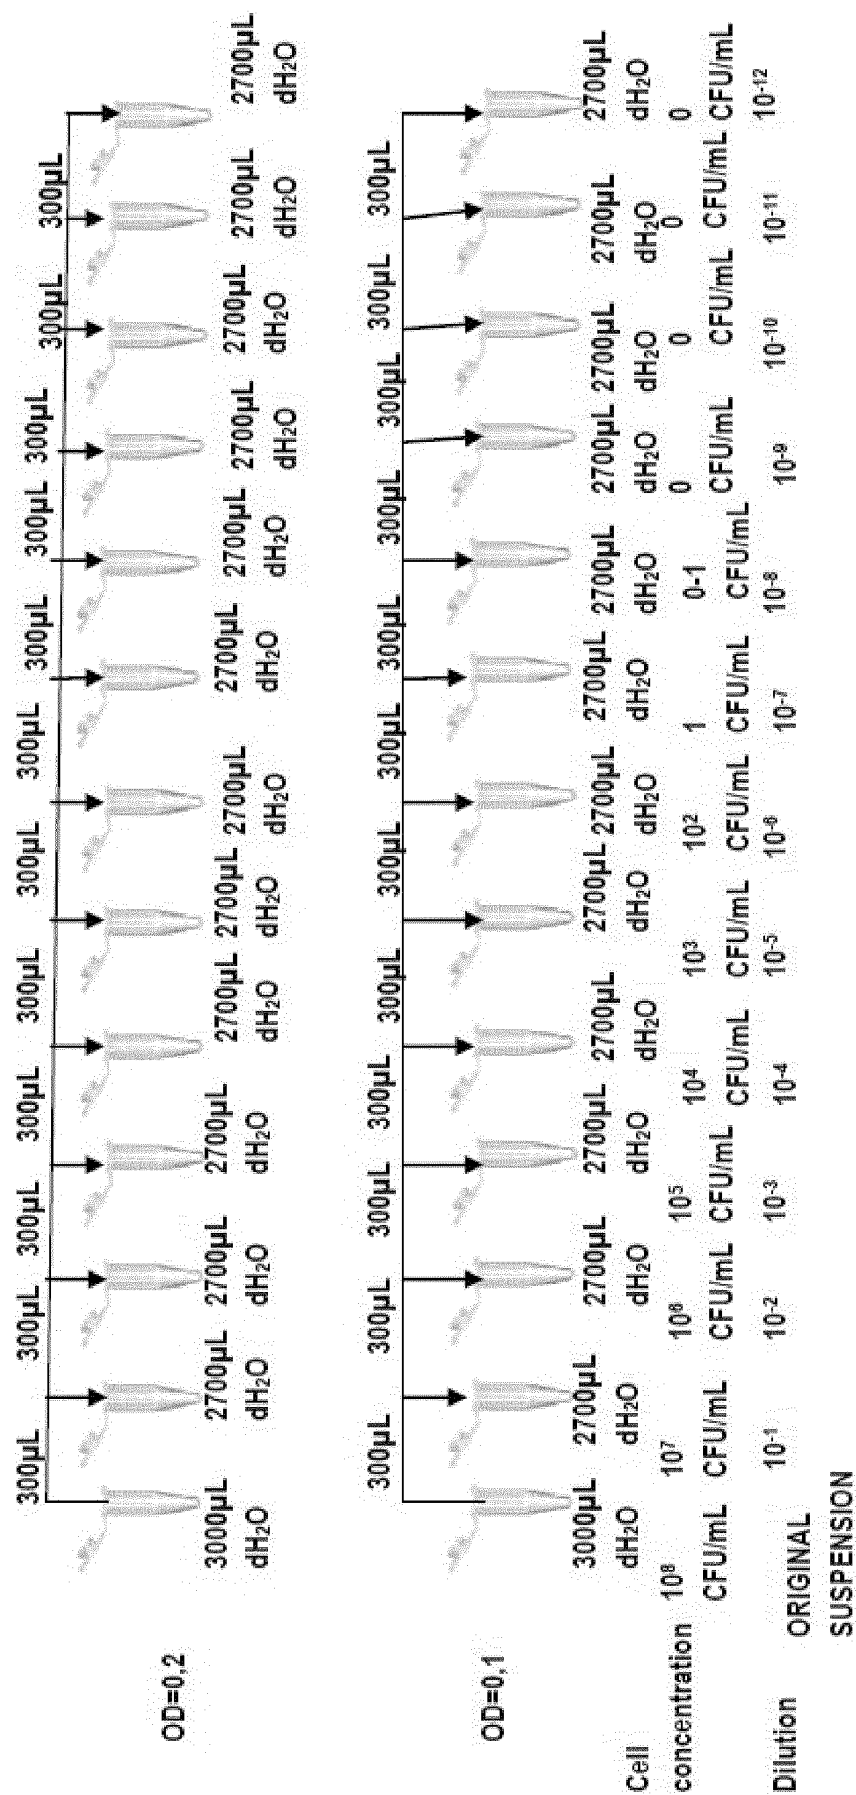 300µL 300µL 300µL 300µL 300µL 300µL 300µL 300µL 300µL 300µL 300µL 300µL
OD=0,2
3000µL 2700µL 2700µL 2700µL 2700µL 2700µL 2700µL 2700µL 2700µL 2700µL 2700µL 2700µL 2700µL
dH₂O dH₂O dH₂O dH₂O dH₂O dH₂O dH₂O dH₂O dH₂O dH₂O dH₂O dH₂O dH₂O
300µL 300µL 300µL 300µL 300µL 300µL 300µL 300µL 300µL 300µL 300µL 300µL
OD=0,1
3000µL 2700µL 2700µL 2700µL 2700µL 2700µL 2700µL 2700µL 2700µL 2700µL 2700µL 2700µL 2700µL
dH₂O dH₂O dH₂O dH₂O dH₂O dH₂O dH₂O dH₂O dH₂O dH₂O dH₂O dH₂O dH₂O
Cell
concentration 10⁸ 10⁷ 10⁶ 10⁵ 10⁴ 10³ 10² 1 0-1 0 0 0 0
CFU/mL CFU/mL CFU/mL CFU/mL CFU/mL CFU/mL CFU/mL CFU/mL CFU/mL CFU/mL CFU/mL CFU/mL CFU/mL
Dilution ORIGINAL 10⁻¹ 10⁻² 10⁻³ 10⁻⁴ 10⁻⁵ 10⁻⁶ 10⁻⁷ 10⁻⁸ 10⁻⁹ 10⁻¹⁰ 10⁻¹¹ 10⁻¹²
SUSPENSION